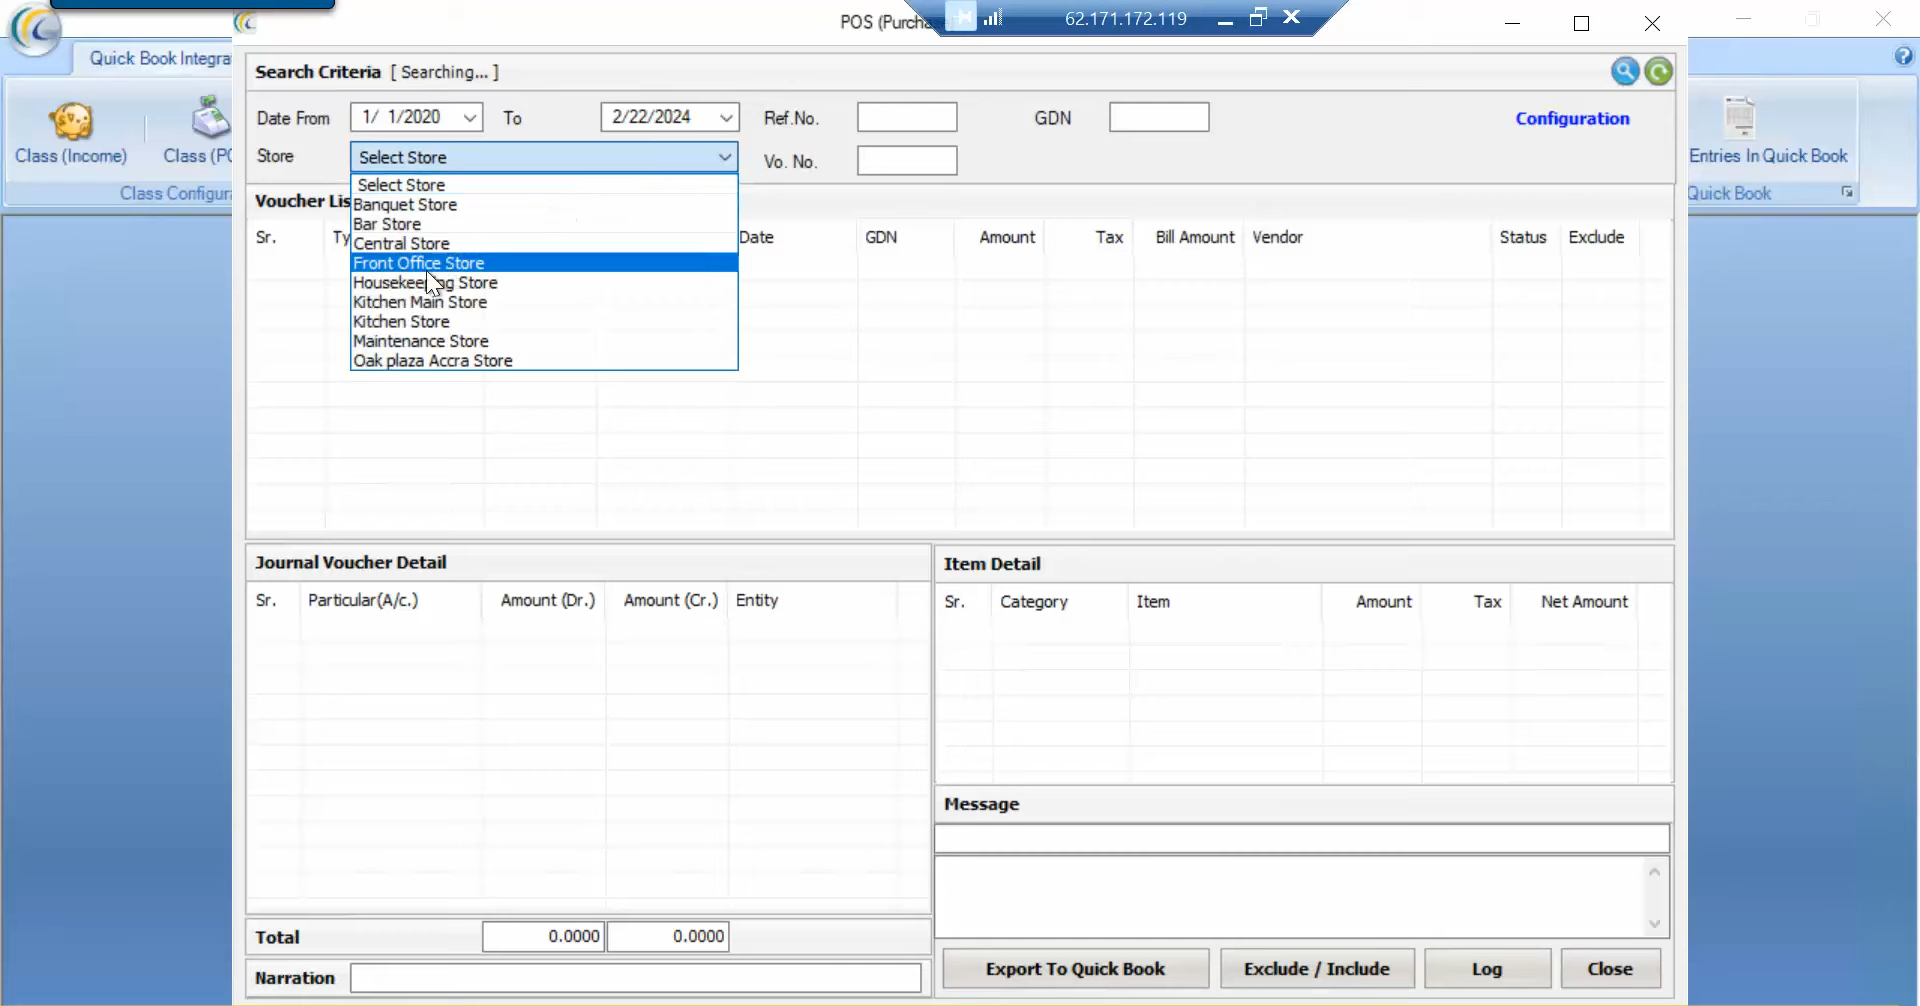 POS (Purcha
62.171.172.119
Quick Book Integra
Search Criteria [ Searching... ]
Date From 1/ 1/2020 To 2/22/2024 Ref.No. GDN Configuration
Class (Income) Class (PO
Entries In Quick Book
Store Select Store Vo. No.
Class Configura
Quick Book
Select Store
Banquet Store
Bar Store
Central Store
Front Office Store
Housekeeping Store
Kitchen Main Store
Kitchen Store
Maintenance Store
Oak plaza Accra Store
Voucher Lis
Sr. Ty Date GDN Amount Tax Bill Amount Vendor Status Exclude
Journal Voucher Detail
Sr. Particular(A/c.) Amount (Dr.) Amount (Cr.) Entity
Item Detail
Sr. Category Item Amount Tax Net Amount
Message
Total 0.0000 0.0000
Narration
Export To Quick Book Exclude / Include Log Close